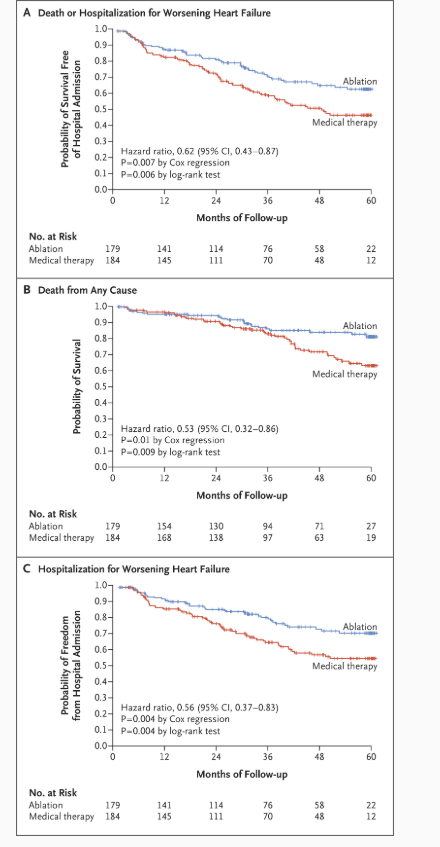 A Death or Hospitalization for Worsening Heart Failure
1.0
0.9
0.8
0.7
0.6
0.5
0.4
0.3
0.2
0.1
0.0
Probability of Survival Free
of Hospital Admission
Ablation
Medical therapy
Hazard ratio, 0.62 (95% CI, 0.43–0.87)
P=0.007 by Cox regression
P=0.006 by log-rank test
0 12 24 36 48 60
Months of Follow-up
No. at Risk
Ablation 179 141 114 76 58 22
Medical therapy 184 145 111 70 48 12
B Death from Any Cause
1.0
0.9
0.8
0.7
0.6
0.5
0.4
0.3
0.2
0.1
0.0
Probability of Survival
Ablation
Medical therapy
Hazard ratio, 0.53 (95% CI, 0.32–0.86)
P=0.01 by Cox regression
P=0.009 by log-rank test
0 12 24 36 48 60
Months of Follow-up
No. at Risk
Ablation 179 154 130 94 71 27
Medical therapy 184 168 138 97 63 19
C Hospitalization for Worsening Heart Failure
1.0
0.9
0.8
0.7
0.6
0.5
0.4
0.3
0.2
0.1
0.0
Probability of Freedom
from Hospital Admission
Ablation
Medical therapy
Hazard ratio, 0.56 (95% CI, 0.37–0.83)
P=0.004 by Cox regression
P=0.004 by log-rank test
0 12 24 36 48 60
Months of Follow-up
No. at Risk
Ablation 179 141 114 76 58 22
Medical therapy 184 145 111 70 48 12